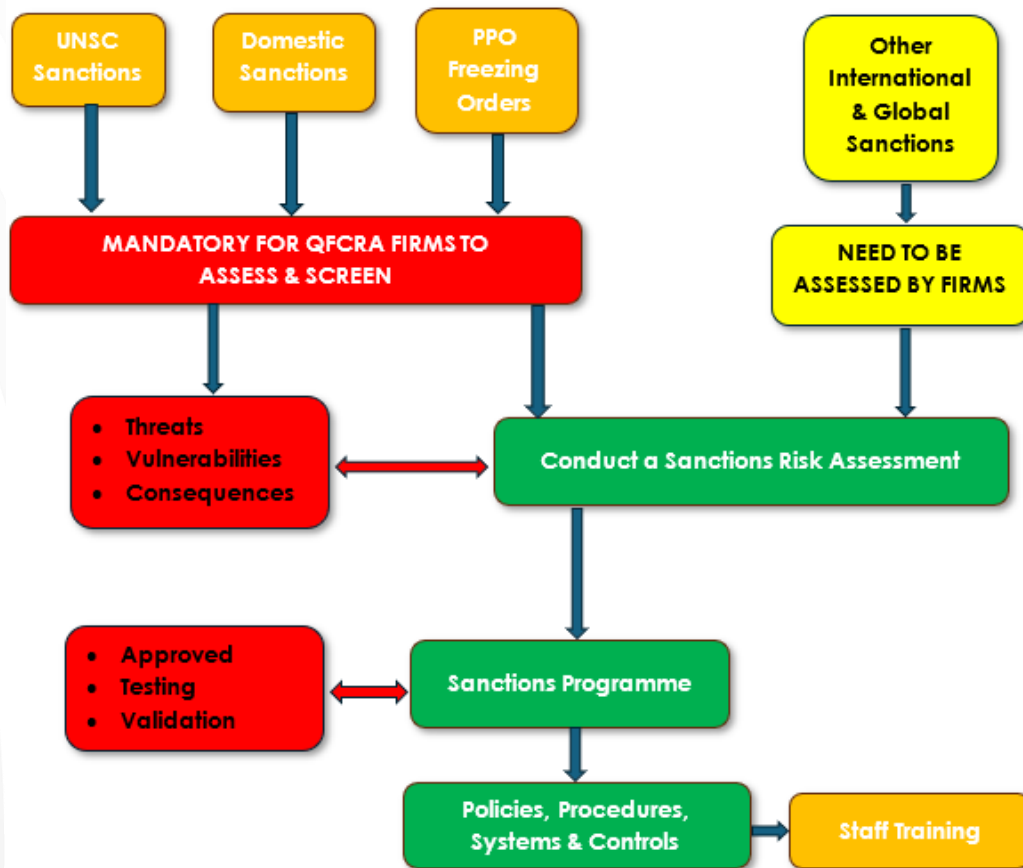 UNSC
Sanctions
Domestic
Sanctions
PPO
Freezing
Orders
Other
International
& Global
Sanctions
MANDATORY FOR QFCRA FIRMS TO
ASSESS & SCREEN
NEED TO BE
ASSESSED BY FIRMS
• Threats
• Vulnerabilities
• Consequences
Conduct a Sanctions Risk Assessment
• Approved
• Testing
• Validation
Sanctions Programme
Policies, Procedures,
Systems & Controls
Staff Training